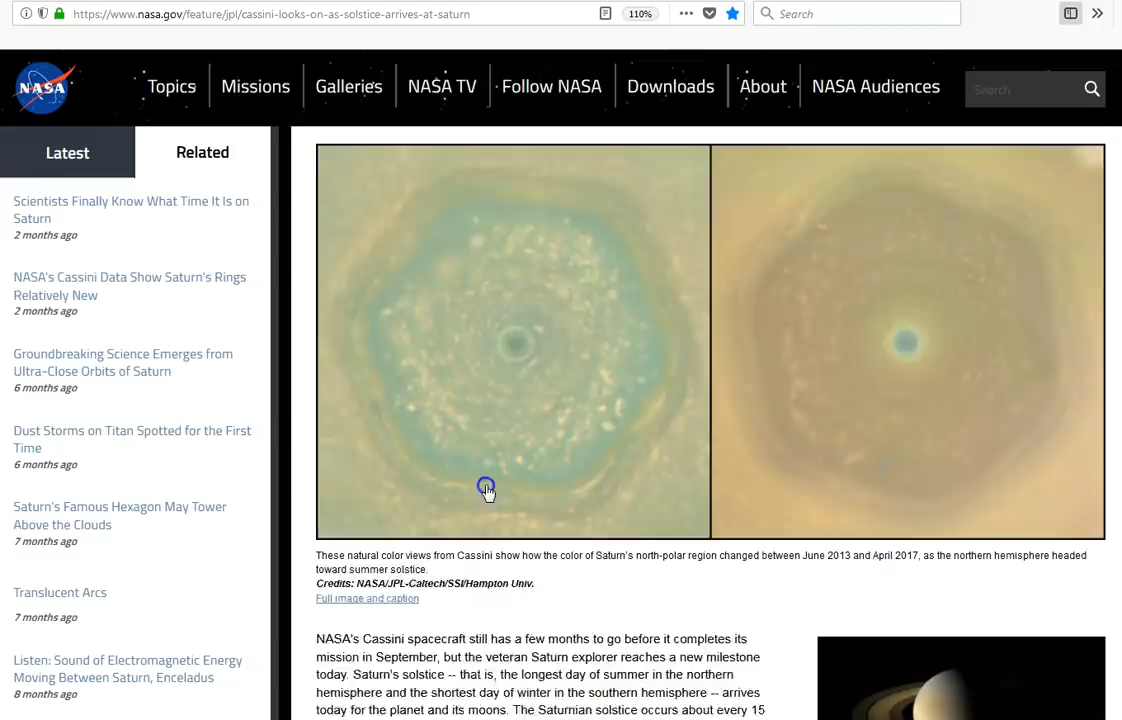 https://www.nasa.gov/feature/jpl/cassini-looks-on-as-solstice-arrives-at-saturn
110%
Search
NASA
Topics
Missions
Galleries
NASA TV
Follow NASA
Downloads
About
NASA Audiences
Search
Latest
Related
Scientists Finally Know What Time It Is on
Saturn
2 months ago
NASA's Cassini Data Show Saturn's Rings
Relatively New
2 months ago
Groundbreaking Science Emerges from
Ultra-Close Orbits of Saturn
6 months ago
Dust Storms on Titan Spotted for the First
Time
6 months ago
Saturn's Famous Hexagon May Tower
Above the Clouds
7 months ago
Translucent Arcs
7 months ago
Listen: Sound of Electromagnetic Energy
Moving Between Saturn, Enceladus
8 months ago
These natural color views from Cassini show how the color of Saturn's north-polar region changed between June 2013 and April 2017, as the northern hemisphere headed
toward summer solstice.
Credits: NASA/JPL-Caltech/SSI/Hampton Univ.
Full image and caption
NASA's Cassini spacecraft still has a few months to go before it completes its
mission in September, but the veteran Saturn explorer reaches a new milestone
today. Saturn's solstice -- that is, the longest day of summer in the northern
hemisphere and the shortest day of winter in the southern hemisphere -- arrives
today for the planet and its moons. The Saturnian solstice occurs about every 15